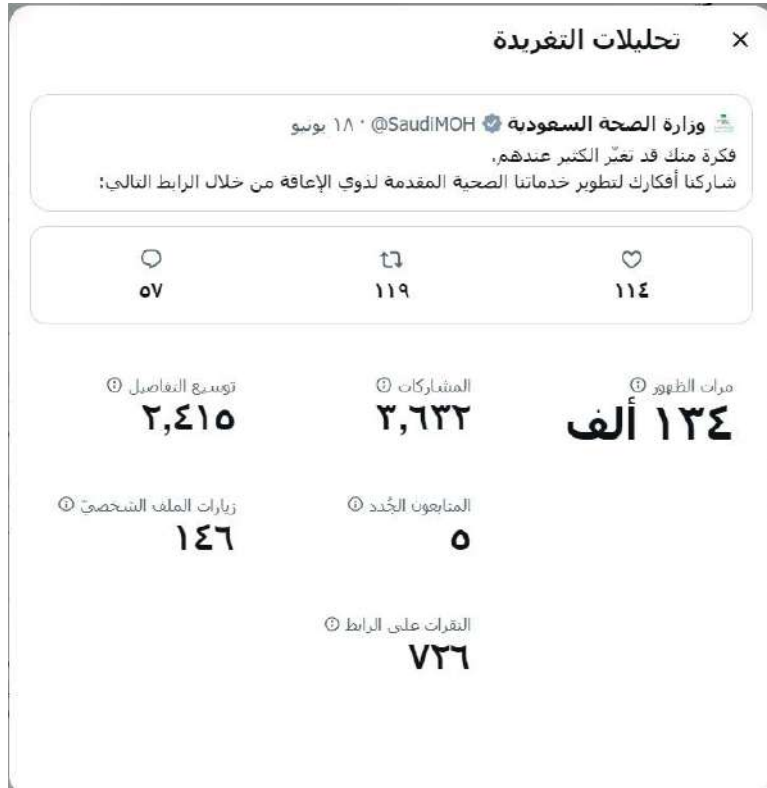 تحليلات التغريدة
وزارة الصحة السعودية @SaudiMOH · ١٨ يونيو
فكرة منك قد تغيّر الكثير عندهم.
شاركنا أفكارك لتطوير خدماتنا الصحية المقدمة لذوي الإعاقة من خلال الرابط التالي:
١١٤ ١١٩ ٥٧
مرات الظهور المشاركات توسيع التفاصيل
١٣٤ ألف ٣,٦٣٢ ٢,٤١٥
المتابعون الجُدد زيارات الملف الشخصيّ
٥ ١٤٦
النقرات على الرابط
٧٢٦